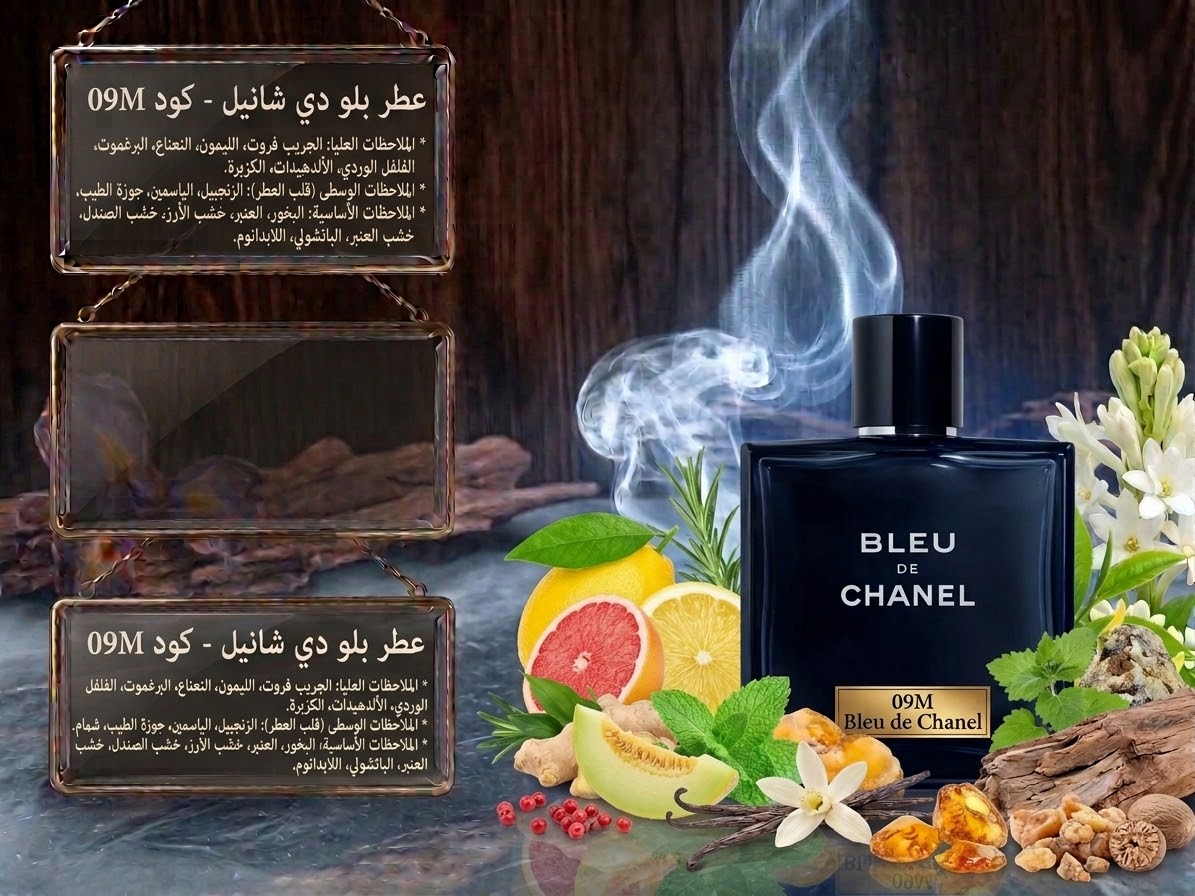 عطر بلو دي شانيل - كود 09M
* الملاحظات العليا: الجريب فروت، الليمون، النعناع، البرغموت،
الفلفل الوردي، الألدهيدات، الكزبرة.
* الملاحظات الوسطى (قلب العطر): الزنجبيل، الياسمين، جوزة الطيب،
* الملاحظات الأساسية: البخور، العنبر، خشب الأرز، خشب الصندل،
خشب العنبر، الباتشولي، اللابدانوم.
عطر بلو دي شانيل - كود 09M
* الملاحظات العليا: الجريب فروت، الليمون، النعناع، البرغموت، الفلفل
الوردي، الألدهيدات، الكزبرة.
* الملاحظات الوسطى (قلب العطر): الزنجبيل، الياسمين، جوزة الطيب، شمام.
* الملاحظات الأساسية: البخور، العنبر، خشب الأرز، خشب الصندل، خشب
العنبر، الباتشولي، اللابدانوم.
BLEU
DE
CHANEL
09M
Bleu de Chanel